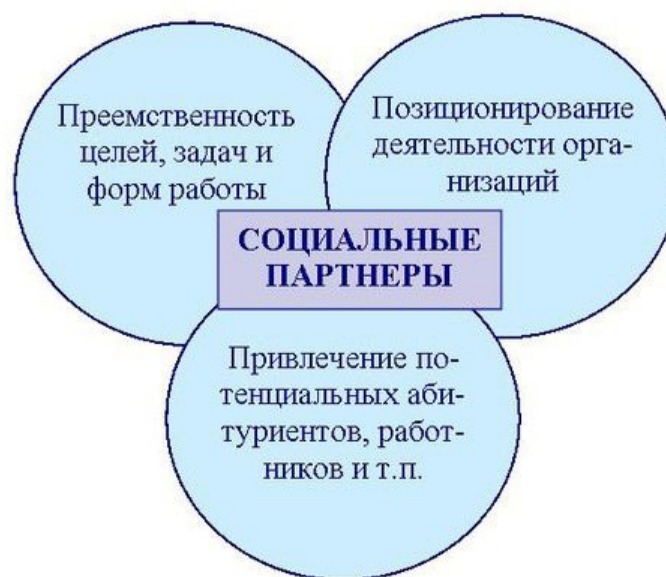 Преемственность
целей, задач и
форм работы
Позиционирование
деятельности орга-
низаций
СОЦИАЛЬНЫЕ
ПАРТНЕРЫ
Привлечение по-
тенциальных аби-
туриентов, работ-
ников и т.п.